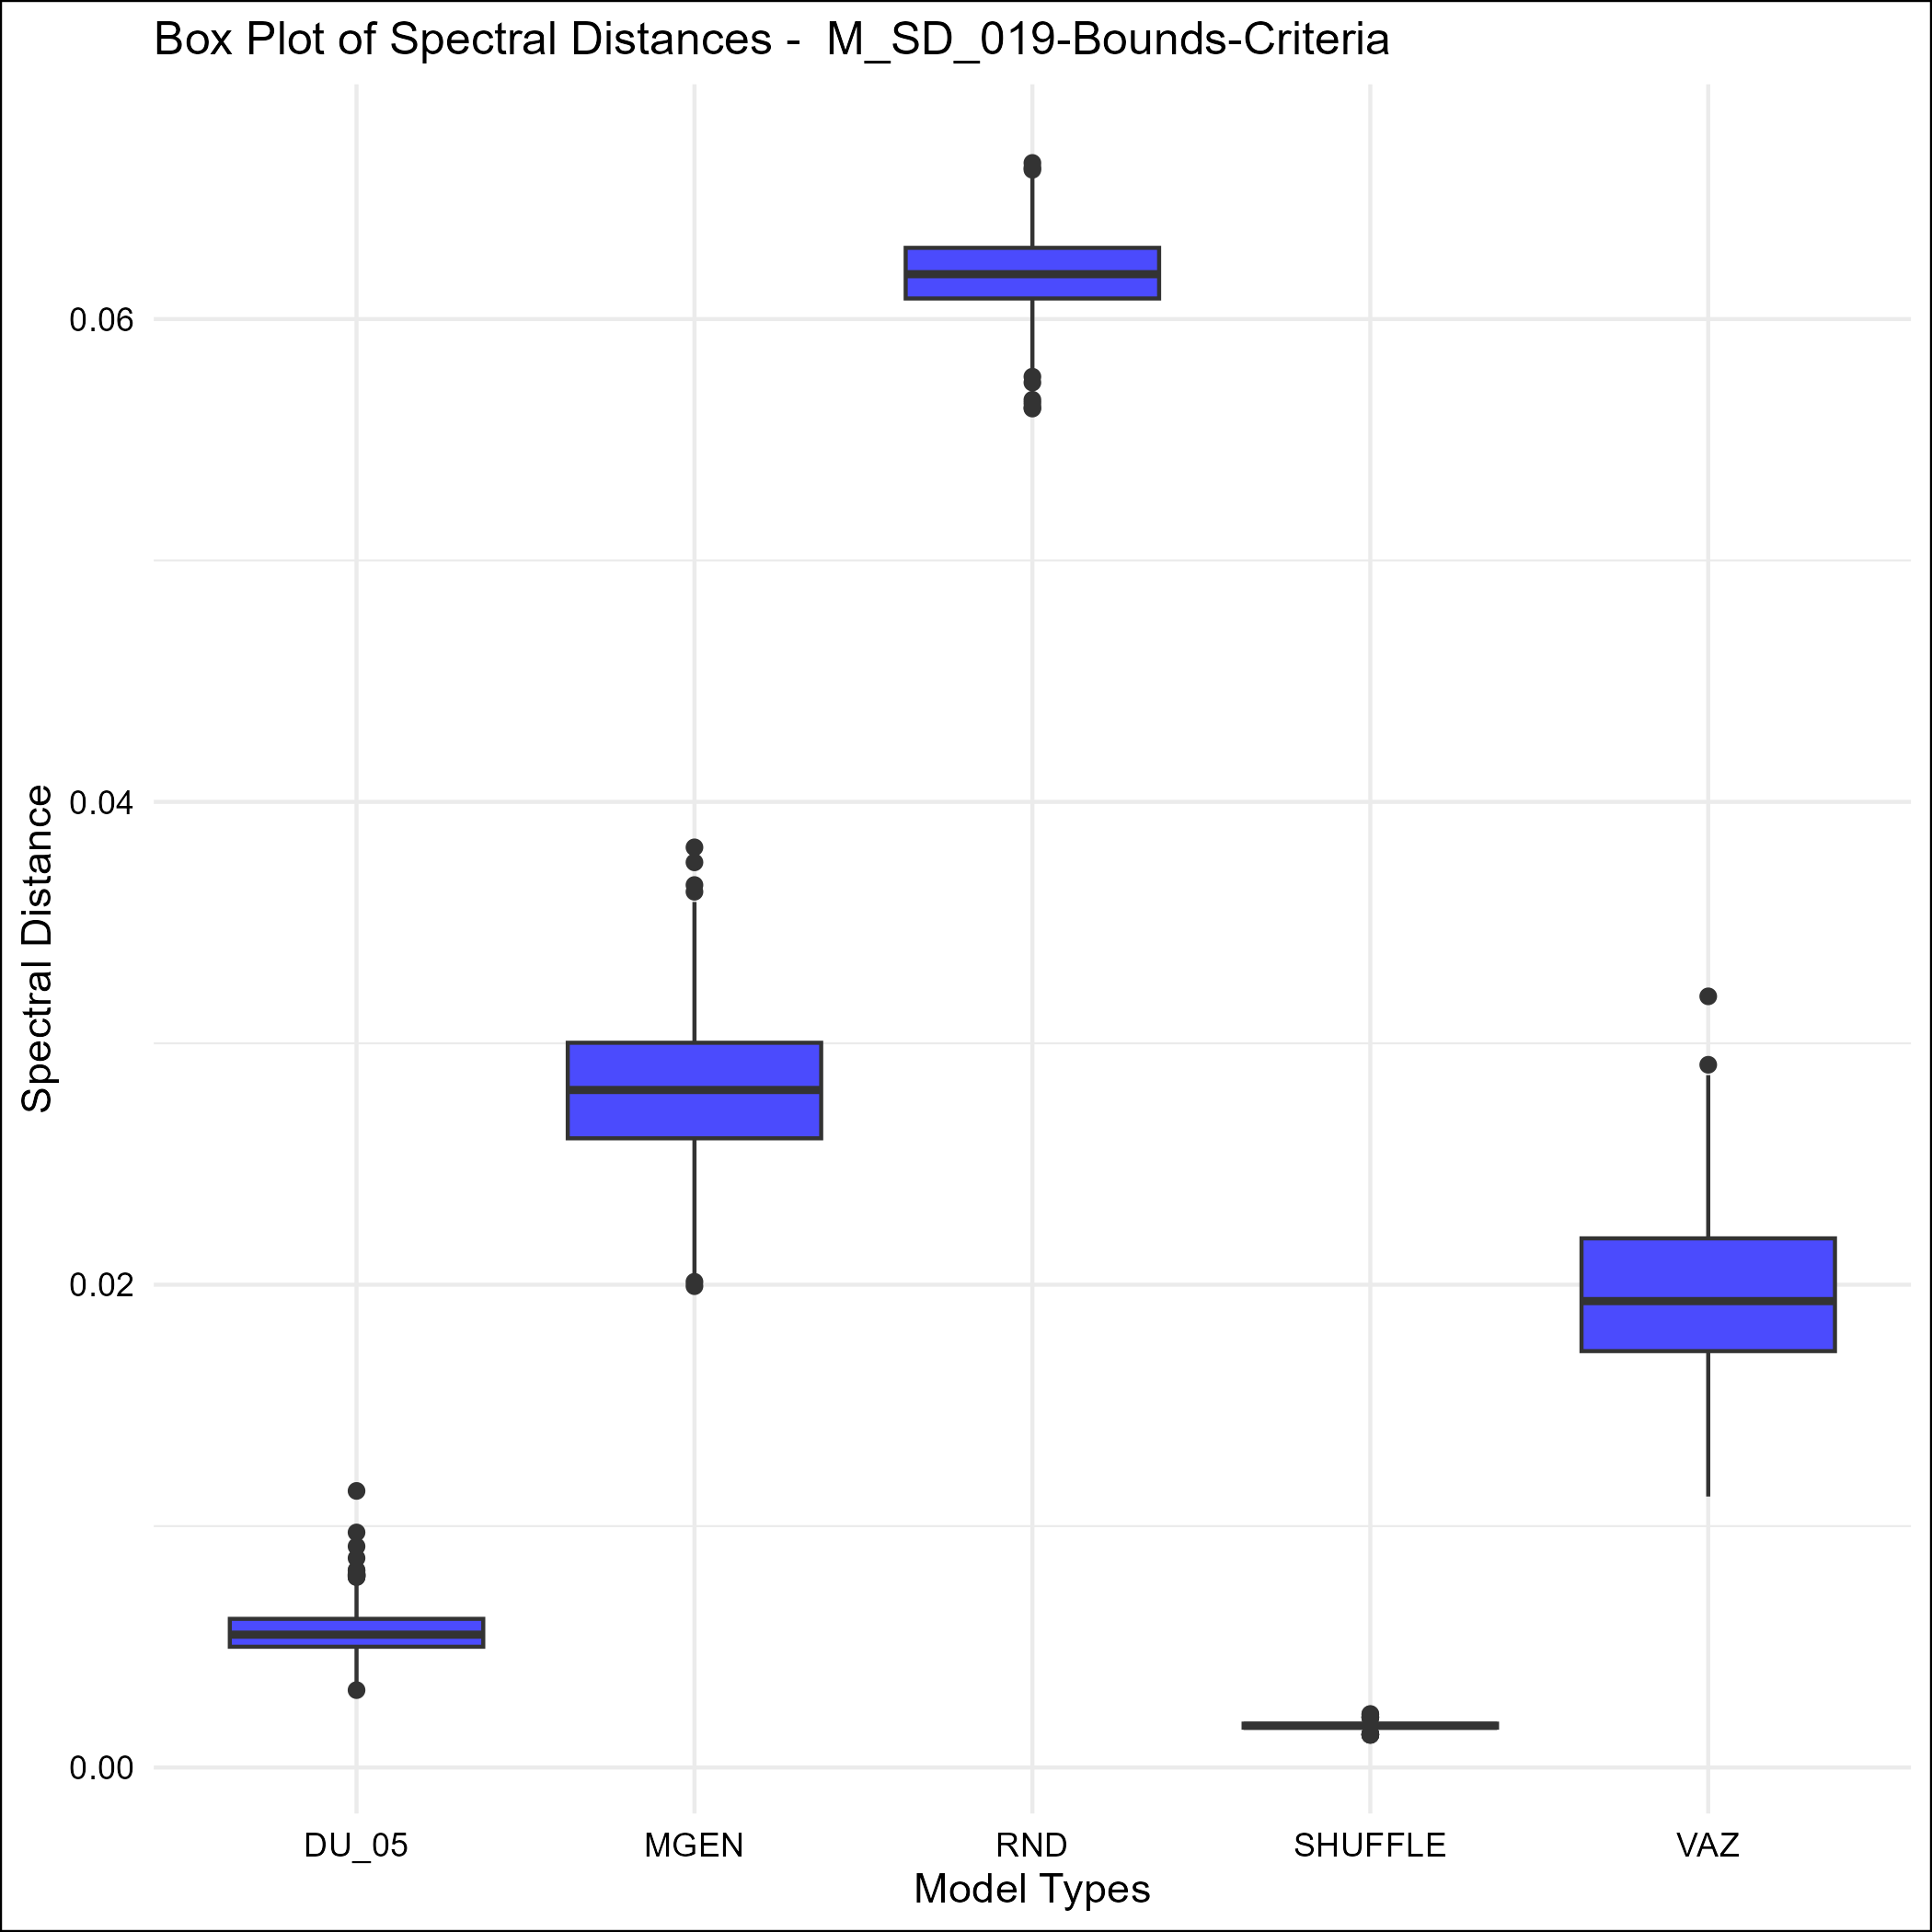 Box Plot of Spectral Distances -  M_SD_019-Bounds-Criteria
Spectral Distance
0.06
0.04
0.02
0.00
DU_05
MGEN
RND
SHUFFLE
VAZ
Model Types